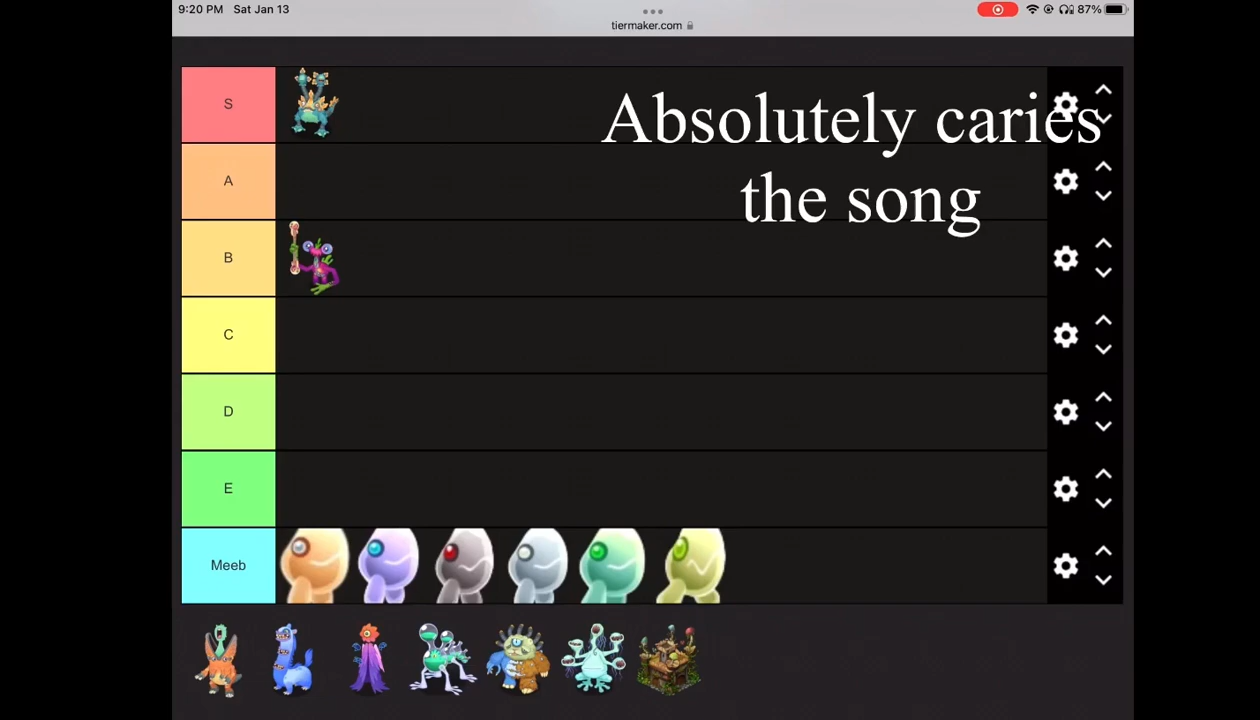 9:20 PM Sat Jan 13
87%
tiermaker.com
S
Absolutely caries
the song
A
B
C
D
E
Meeb